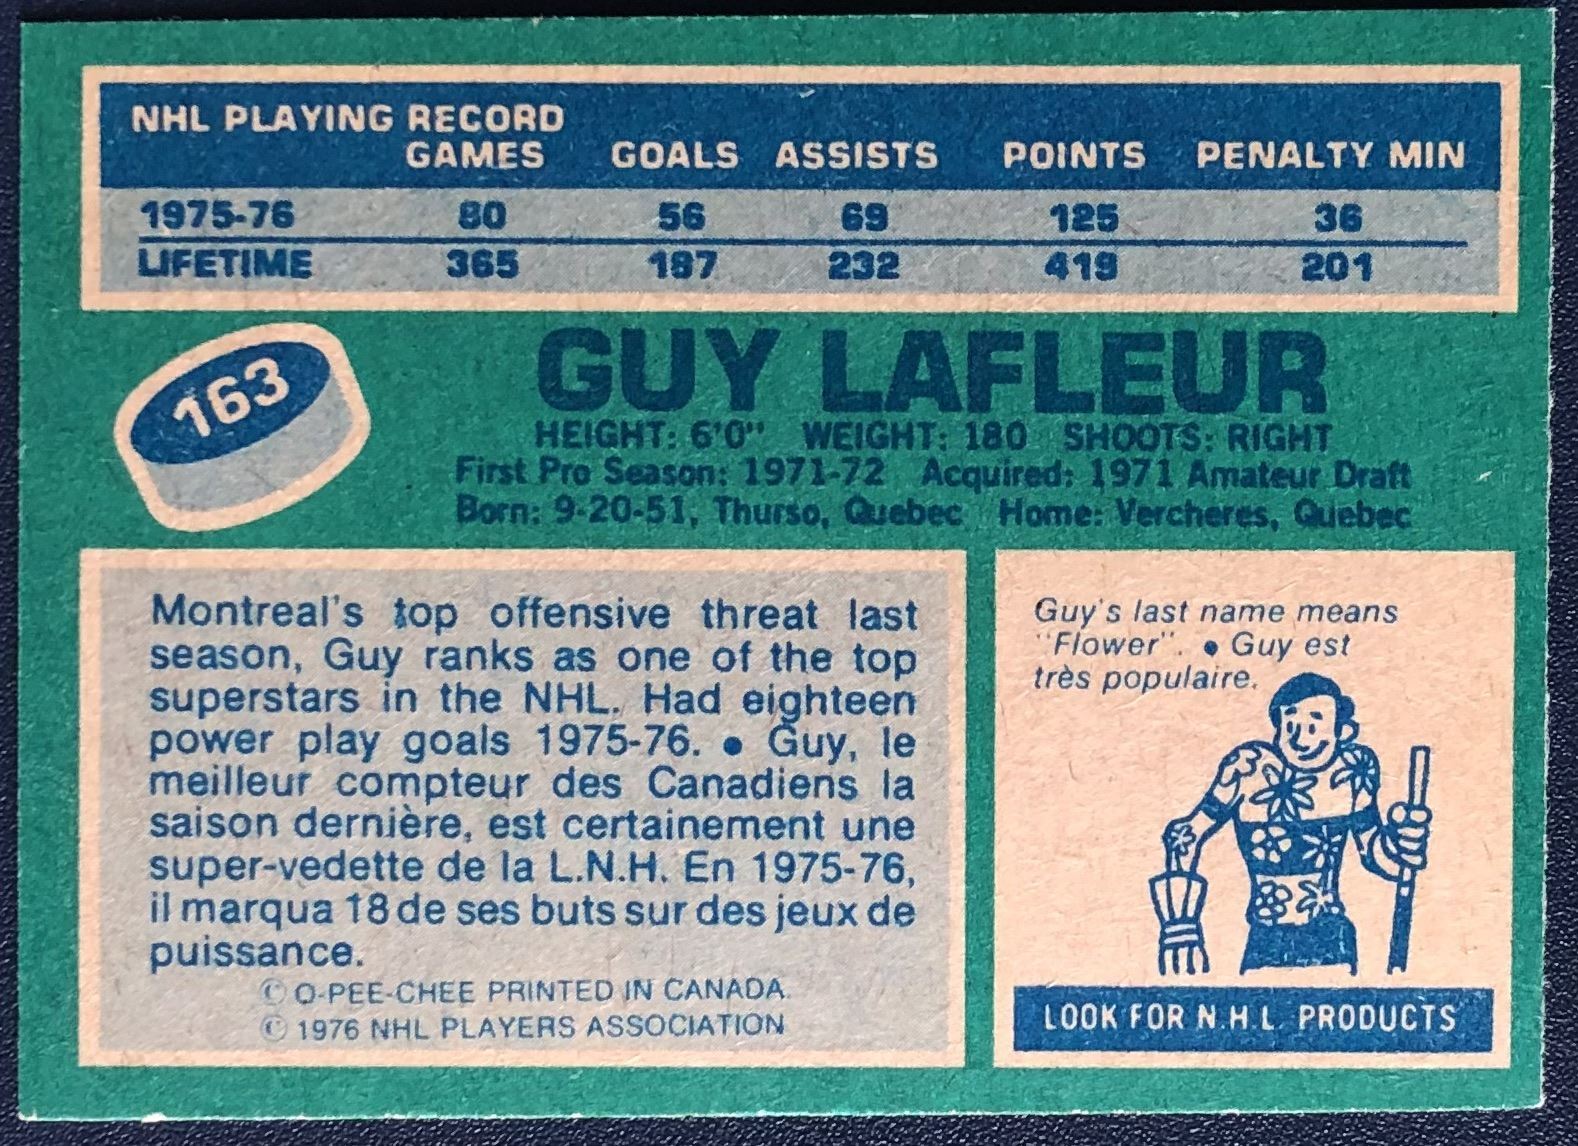 NHL PLAYING RECORD
GAMES GOALS ASSISTS POINTS PENALTY MIN
1975-76 80 56 69 125 36
LIFETIME 365 187 232 419 201
163
GUY LAFLEUR
HEIGHT: 6'0" WEIGHT: 180 SHOOTS: RIGHT
First Pro Season: 1971-72 Acquired: 1971 Amateur Draft
Born: 9-20-51, Thurso, Quebec Home: Vercheres, Quebec
Montreal's top offensive threat last
season, Guy ranks as one of the top
superstars in the NHL. Had eighteen
power play goals 1975-76. • Guy, le
meilleur compteur des Canadiens la
saison dernière, est certainement une
super-vedette de la L.N.H. En 1975-76,
il marqua 18 de ses buts sur des jeux de
puissance.
© O-PEE-CHEE PRINTED IN CANADA.
© 1976 NHL PLAYERS ASSOCIATION
Guy's last name means
"Flower". • Guy est
très populaire.
LOOK FOR N.H.L. PRODUCTS